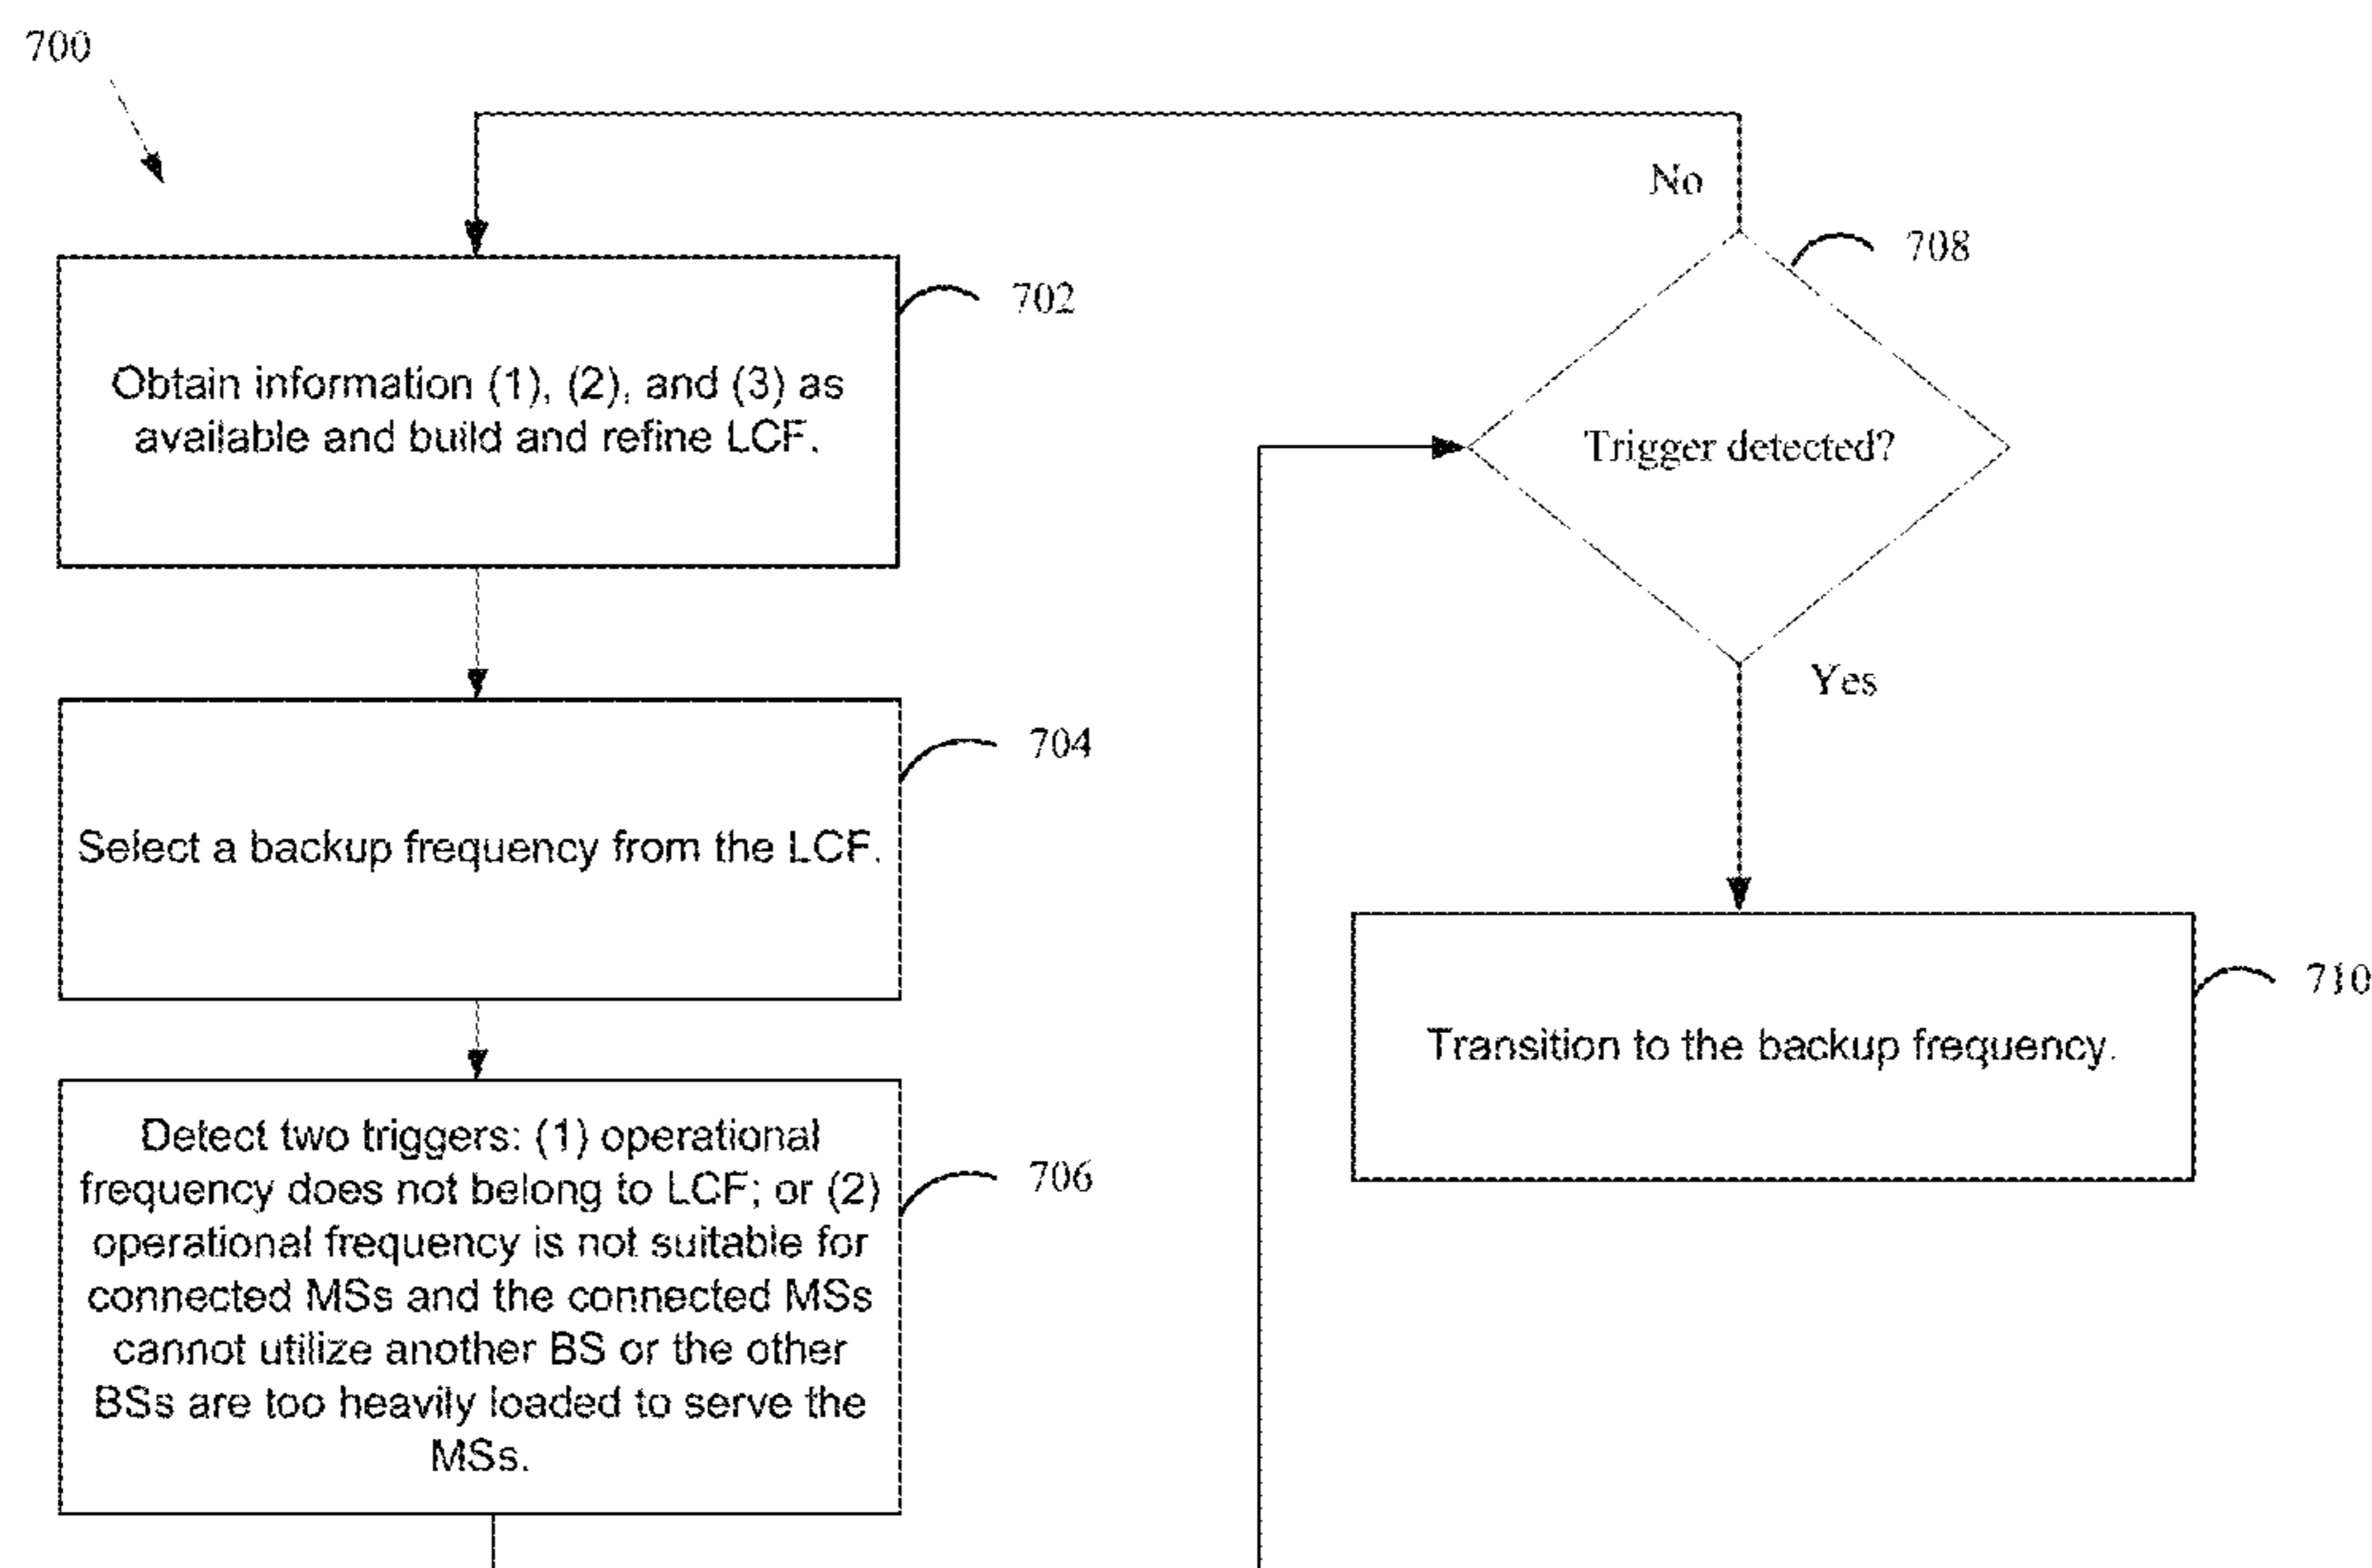 700
702
Obtain information (1), (2), and (3) as
available and build and refine LCF.
704
Select a backup frequency from the LCF.
706
Detect two triggers: (1) operational
frequency does not belong to LCF; or (2)
operational frequency is not suitable for
connected MSs and the connected MSs
cannot utilize another BS or the other
BSs are too heavily loaded to serve the
MSs.
No
708
Trigger detected?
Yes
710
Transition to the backup frequency.